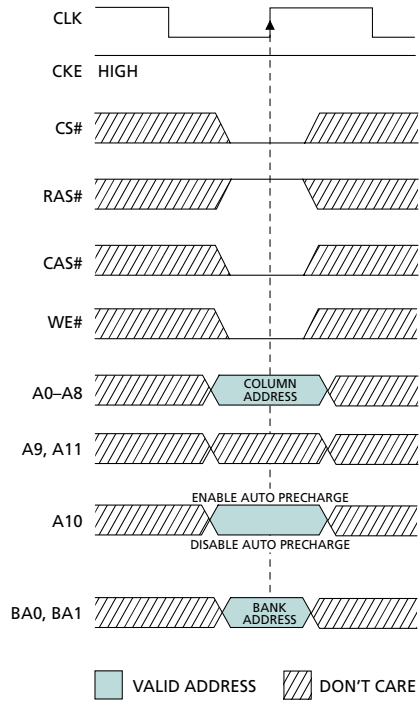 CLK
CKE HIGH
CS#
RAS#
CAS#
WE#
A0–A8 COLUMN
ADDRESS
A9, A11
ENABLE AUTO PRECHARGE
A10
DISABLE AUTO PRECHARGE
BA0, BA1 BANK
ADDRESS
VALID ADDRESS DON'T CARE